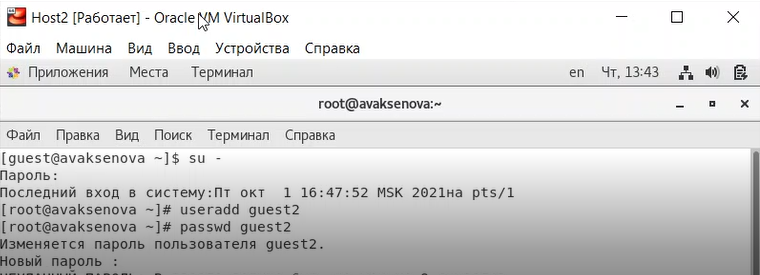 Host2 [Работает] - Oracle VM VirtualBox
Файл Машина Вид Ввод Устройства Справка
Приложения Места Терминал en Чт, 13:43
root@avaksenova:~
Файл Правка Вид Поиск Терминал Справка
[guest@avaksenova ~]$ su -
Пароль:
Последний вход в систему:Пт окт  1 16:47:52 MSK 2021на pts/1
[root@avaksenova ~]# useradd guest2
[root@avaksenova ~]# passwd guest2
Изменяется пароль пользователя guest2.
Новый пароль :